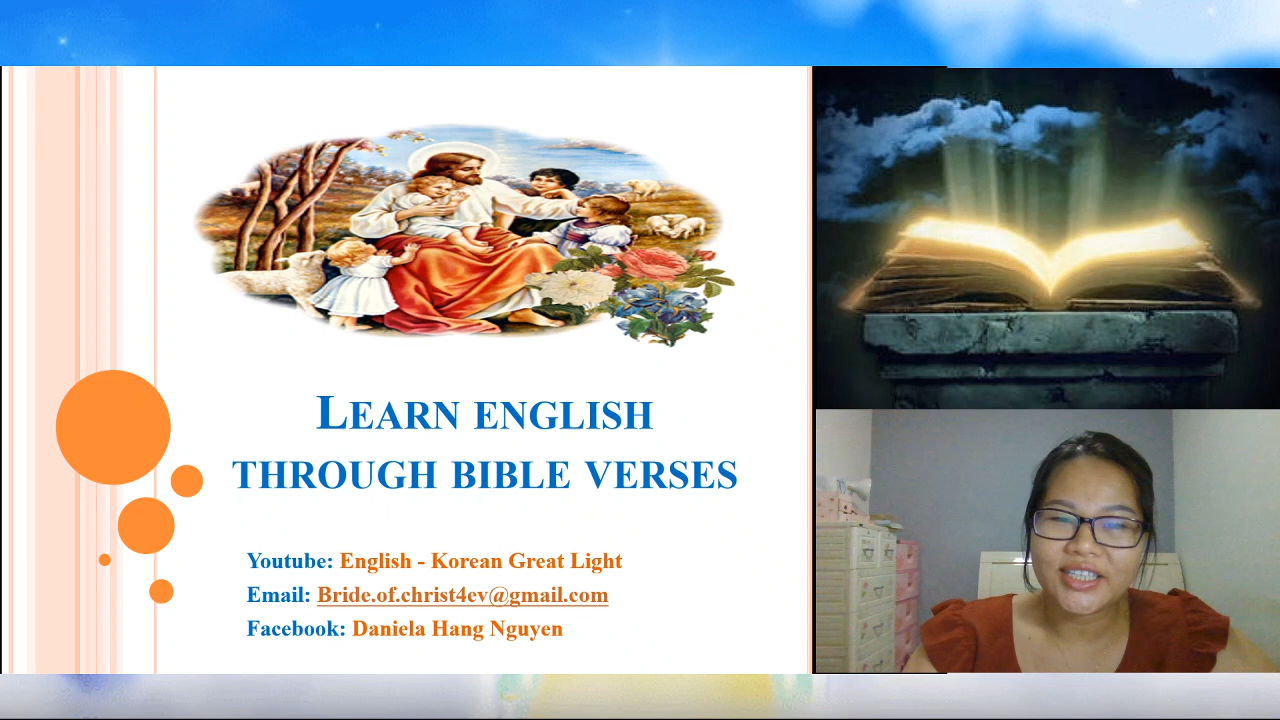 LEARN ENGLISH
THROUGH BIBLE VERSES
Youtube: English - Korean Great Light
Email: Bride.of.christ4ev@gmail.com
Facebook: Daniela Hang Nguyen